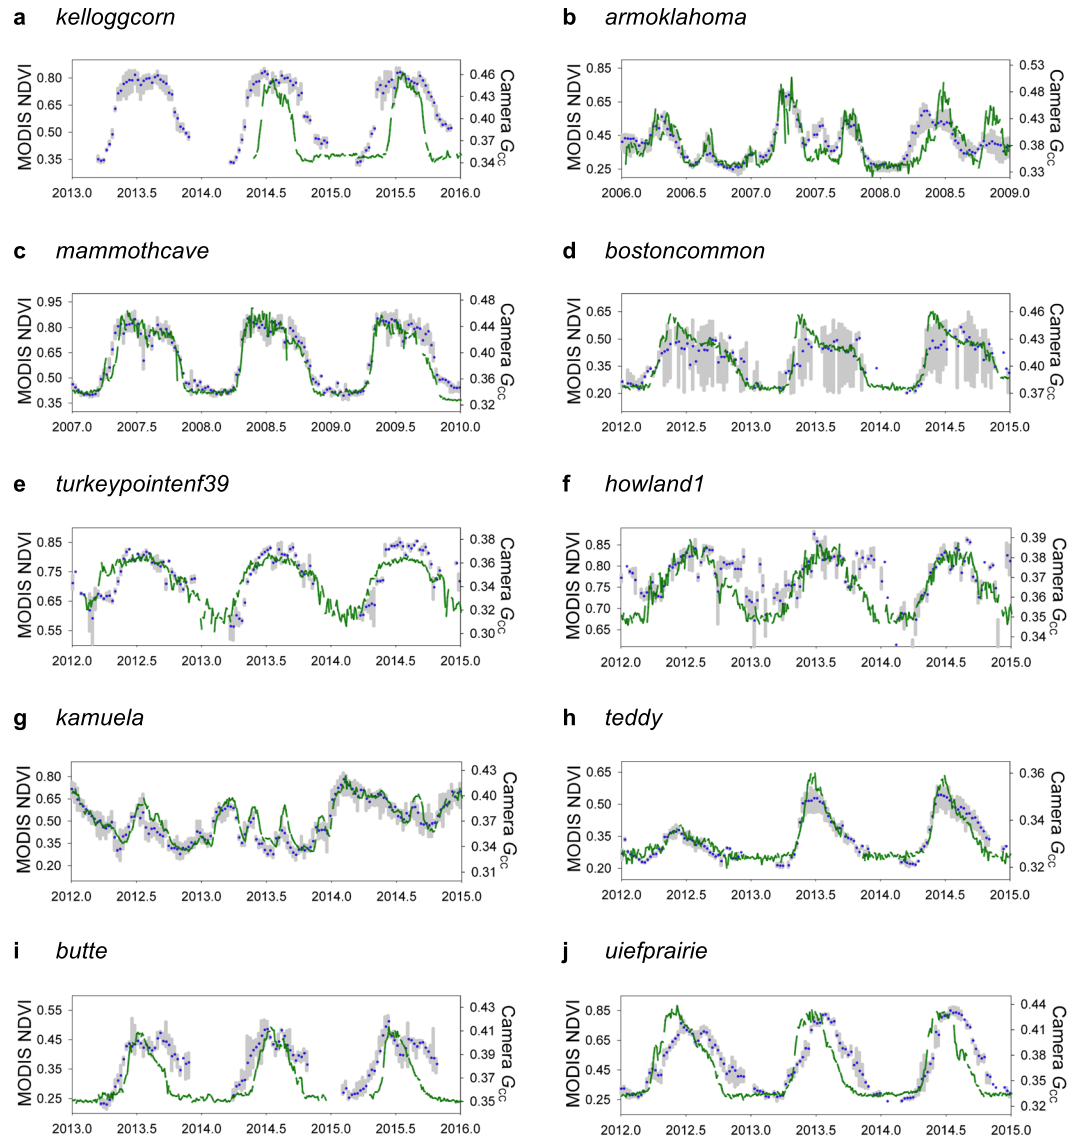 a kelloggcorn
MODIS NDVI
0.80
0.65
0.50
0.35
0.46
0.43
0.40
0.37
0.34
Camera GCC
2013.0 2013.5 2014.0 2014.5 2015.0 2015.5 2016.0
b armoklahoma
MODIS NDVI
0.85
0.65
0.45
0.25
0.53
0.48
0.43
0.38
0.33
Camera GCC
2006.0 2006.5 2007.0 2007.5 2008.0 2008.5 2009.0
c mammothcave
MODIS NDVI
0.95
0.80
0.65
0.50
0.35
0.48
0.44
0.40
0.36
0.32
Camera GCC
2007.0 2007.5 2008.0 2008.5 2009.0 2009.5 2010.0
d bostoncommon
MODIS NDVI
0.65
0.50
0.35
0.20
0.46
0.43
0.40
0.37
Camera GCC
2012.0 2012.5 2013.0 2013.5 2014.0 2014.5 2015.0
e turkeypointenf39
MODIS NDVI
0.85
0.75
0.65
0.55
0.38
0.36
0.34
0.32
0.30
Camera GCC
2012.0 2012.5 2013.0 2013.5 2014.0 2014.5 2015.0
f howland1
MODIS NDVI
0.85
0.80
0.75
0.70
0.65
0.39
0.38
0.37
0.36
0.35
0.34
Camera GCC
2012.0 2012.5 2013.0 2013.5 2014.0 2014.5 2015.0
g kamuela
MODIS NDVI
0.80
0.65
0.50
0.35
0.20
0.43
0.40
0.37
0.34
0.31
Camera GCC
2012.0 2012.5 2013.0 2013.5 2014.0 2014.5 2015.0
h teddy
MODIS NDVI
0.65
0.50
0.35
0.20
0.36
0.34
0.32
Camera GCC
2012.0 2012.5 2013.0 2013.5 2014.0 2014.5 2015.0
i butte
MODIS NDVI
0.55
0.45
0.35
0.25
0.43
0.41
0.39
0.37
0.35
Camera GCC
2013.0 2013.5 2014.0 2014.5 2015.0 2015.5 2016.0
j uiefprairie
MODIS NDVI
0.85
0.65
0.45
0.25
0.44
0.41
0.38
0.35
0.32
Camera GCC
2012.0 2012.5 2013.0 2013.5 2014.0 2014.5 2015.0